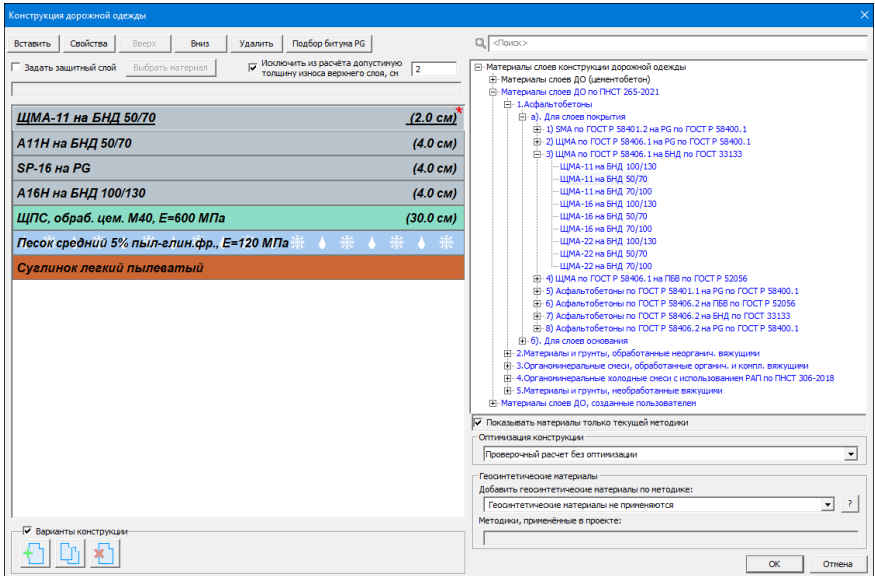 Конструкция дорожной одежды
Вставить Свойства Вверх Вниз Удалить Подбор битума PG
Задать защитный слой Выбрать материал Исключить из расчёта допустимую толщину износа верхнего слоя, см 2
ЩМА-11 на БНД 50/70 (2.0 см)*
А11Н на БНД 50/70 (4.0 см)
SP-16 на PG (4.0 см)
А16Н на БНД 100/130 (4.0 см)
ЩПС, обраб. цем. М40, Е=600 МПа (30.0 см)
Песок средний 5% пыл-глин.фр., Е=120 МПа
Суглинок легкий пылеватый
Варианты конструкции
<Поиск>
Материалы слоев конструкции дорожной одежды
Материалы слоев ДО (цементобетон)
Материалы слоев ДО по ПНСТ 265-2021
1.Асфальтобетоны
а). Для слоев покрытия
1) SMA по ГОСТ Р 58401.2 на PG по ГОСТ Р 58400.1
2) ЩМА по ГОСТ Р 58406.1 на PG по ГОСТ Р 58400.1
3) ЩМА по ГОСТ Р 58406.1 на БНД по ГОСТ 33133
ЩМА-11 на БНД 100/130
ЩМА-11 на БНД 50/70
ЩМА-11 на БНД 70/100
ЩМА-16 на БНД 100/130
ЩМА-16 на БНД 50/70
ЩМА-16 на БНД 70/100
ЩМА-22 на БНД 100/130
ЩМА-22 на БНД 50/70
ЩМА-22 на БНД 70/100
4) ЩМА по ГОСТ Р 58406.1 на ПБВ по ГОСТ Р 52056
5) Асфальтобетоны по ГОСТ Р 58401.1 на PG по ГОСТ Р 58400.1
6) Асфальтобетоны по ГОСТ Р 58406.2 на ПБВ по ГОСТ Р 52056
7) Асфальтобетоны по ГОСТ Р 58406.2 на БНД по ГОСТ 33133
8) Асфальтобетоны по ГОСТ Р 58406.2 на PG по ГОСТ Р 58400.1
б). Для слоев основания
2.Материалы и грунты, обработанные неорганич. вяжущими
3.Органоминеральные смеси, обработанные органич. и компл. вяжущими
4.Органоминеральные холодные смеси с использованием РАП по ПНСТ 306-2018
5.Материалы и грунты, необработанные вяжущими
Материалы слоев ДО, созданные пользователем
Показывать материалы только текущей методики
Оптимизация конструкции
Проверочный расчет без оптимизации
Геосинтетические материалы
Добавить геосинтетические материалы по методике:
Геосинтетические материалы не применяются ?
Методики, применённые в проекте:
OK Отмена